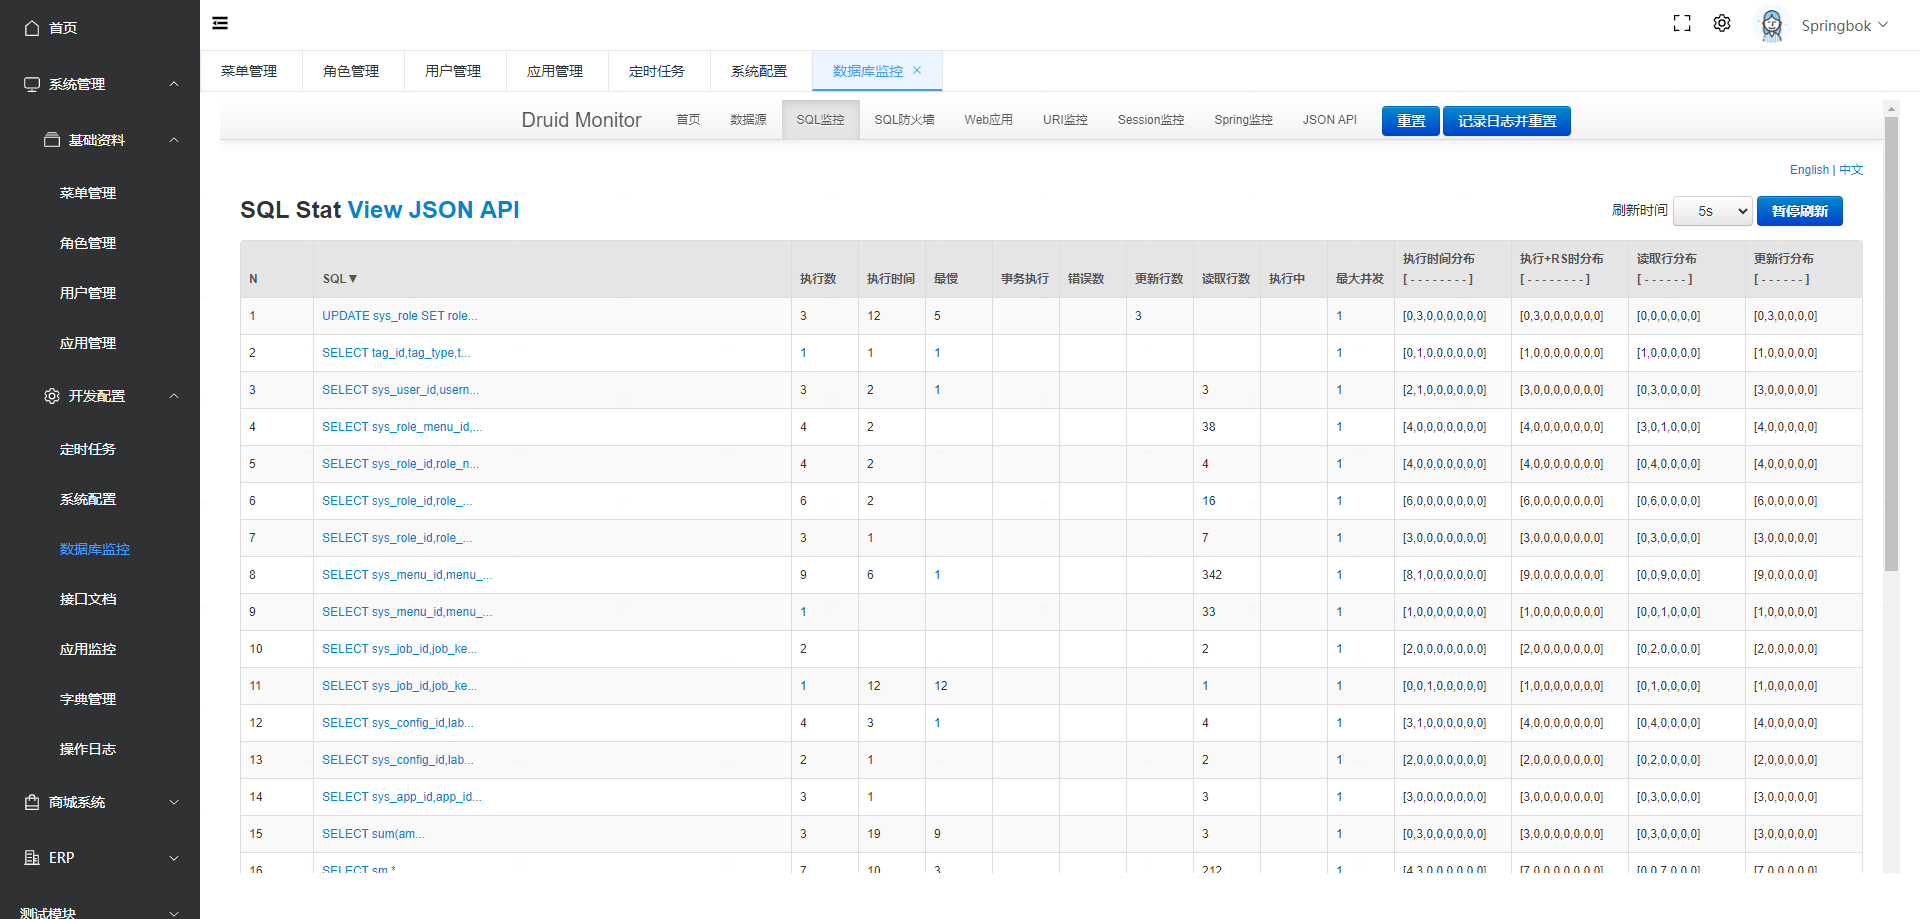 首页
系统管理
基础资料
菜单管理
角色管理
用户管理
应用管理
开发配置
定时任务
系统配置
数据库监控
接口文档
应用监控
字典管理
操作日志
商城系统
ERP
测试模块
Springbok
菜单管理 角色管理 用户管理 应用管理 定时任务 系统配置 数据库监控 ×
Druid Monitor 首页 数据源 SQL监控 SQL防火墙 Web应用 URI监控 Session监控 Spring监控 JSON API 重置 记录日志并重置
English | 中文
SQL Stat View JSON API 刷新时间 5s 暂停刷新
N SQL▼ 执行数 执行时间 最慢 事务执行 错误数 更新行数 读取行数 执行中 最大并发 执行时间分布 [ - - - - - - - - ] 执行+RS时分布 [ - - - - - - - - ] 读取行分布 [ - - - - - - ] 更新行分布 [ - - - - - - ]
1 UPDATE sys_role SET role... 3 12 5 3 1 [0,3,0,0,0,0,0,0] [0,3,0,0,0,0,0,0] [0,0,0,0,0,0] [0,3,0,0,0,0]
2 SELECT tag_id,tag_type,t... 1 1 1 1 [0,1,0,0,0,0,0,0] [1,0,0,0,0,0,0,0] [1,0,0,0,0,0] [1,0,0,0,0,0]
3 SELECT sys_user_id,usern... 3 2 1 3 1 [2,1,0,0,0,0,0,0] [3,0,0,0,0,0,0,0] [0,3,0,0,0,0] [3,0,0,0,0,0]
4 SELECT sys_role_menu_id,... 4 2 38 1 [4,0,0,0,0,0,0,0] [4,0,0,0,0,0,0,0] [3,0,1,0,0,0] [4,0,0,0,0,0]
5 SELECT sys_role_id,role_n... 4 2 4 1 [4,0,0,0,0,0,0,0] [4,0,0,0,0,0,0,0] [0,4,0,0,0,0] [4,0,0,0,0,0]
6 SELECT sys_role_id,role_... 6 2 16 1 [6,0,0,0,0,0,0,0] [6,0,0,0,0,0,0,0] [0,6,0,0,0,0] [6,0,0,0,0,0]
7 SELECT sys_role_id,role_... 3 1 7 1 [3,0,0,0,0,0,0,0] [3,0,0,0,0,0,0,0] [0,3,0,0,0,0] [3,0,0,0,0,0]
8 SELECT sys_menu_id,menu_... 9 6 1 342 1 [8,1,0,0,0,0,0,0] [9,0,0,0,0,0,0,0] [0,0,9,0,0,0] [9,0,0,0,0,0]
9 SELECT sys_menu_id,menu_... 1 33 1 [1,0,0,0,0,0,0,0] [1,0,0,0,0,0,0,0] [0,0,1,0,0,0] [1,0,0,0,0,0]
10 SELECT sys_job_id,job_ke... 2 2 1 [2,0,0,0,0,0,0,0] [2,0,0,0,0,0,0,0] [0,2,0,0,0,0] [2,0,0,0,0,0]
11 SELECT sys_job_id,job_ke... 1 12 12 1 1 [0,0,1,0,0,0,0,0] [1,0,0,0,0,0,0,0] [0,1,0,0,0,0] [1,0,0,0,0,0]
12 SELECT sys_config_id,lab... 4 3 1 4 1 [3,1,0,0,0,0,0,0] [4,0,0,0,0,0,0,0] [0,4,0,0,0,0] [4,0,0,0,0,0]
13 SELECT sys_config_id,lab... 2 1 2 1 [2,0,0,0,0,0,0,0] [2,0,0,0,0,0,0,0] [0,2,0,0,0,0] [2,0,0,0,0,0]
14 SELECT sys_app_id,app_id... 3 1 3 1 [3,0,0,0,0,0,0,0] [3,0,0,0,0,0,0,0] [0,3,0,0,0,0] [3,0,0,0,0,0]
15 SELECT sum(am... 3 19 9 3 1 [0,3,0,0,0,0,0,0] [3,0,0,0,0,0,0,0] [0,3,0,0,0,0] [3,0,0,0,0,0]
16 SELECT sm.* 7 10 3 212 1 [4,3,0,0,0,0,0,0] [7,0,0,0,0,0,0,0] [0,0,7,0,0,0] [7,0,0,0,0,0]